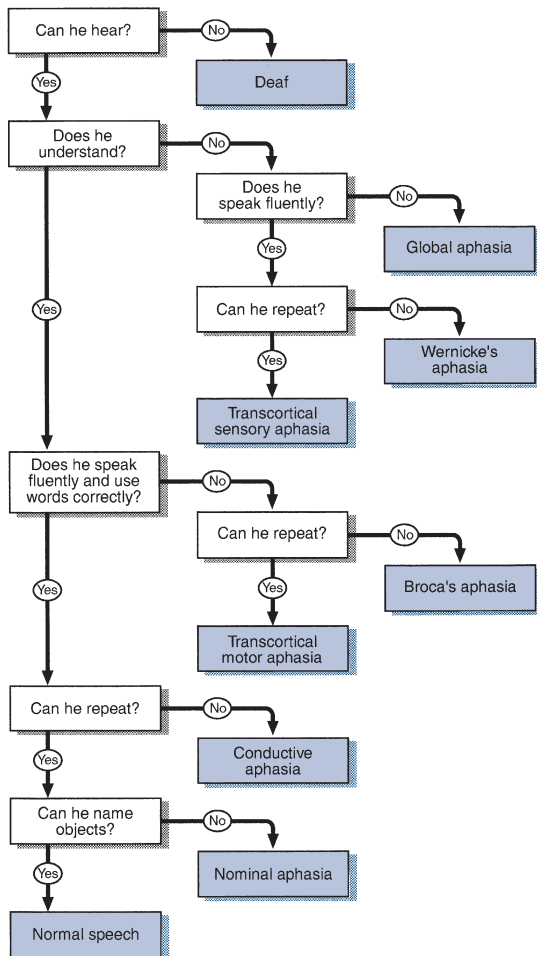 Can he hear?
No
Deaf
Yes
Does he
understand?
No
Does he
speak fluently?
No
Global aphasia
Yes
Can he repeat?
No
Wernicke's
aphasia
Yes
Transcortical
sensory aphasia
Yes
Does he speak
fluently and use
words correctly?
No
Can he repeat?
No
Broca's aphasia
Yes
Transcortical
motor aphasia
Yes
Can he repeat?
No
Conductive
aphasia
Yes
Can he name
objects?
No
Nominal aphasia
Yes
Normal speech